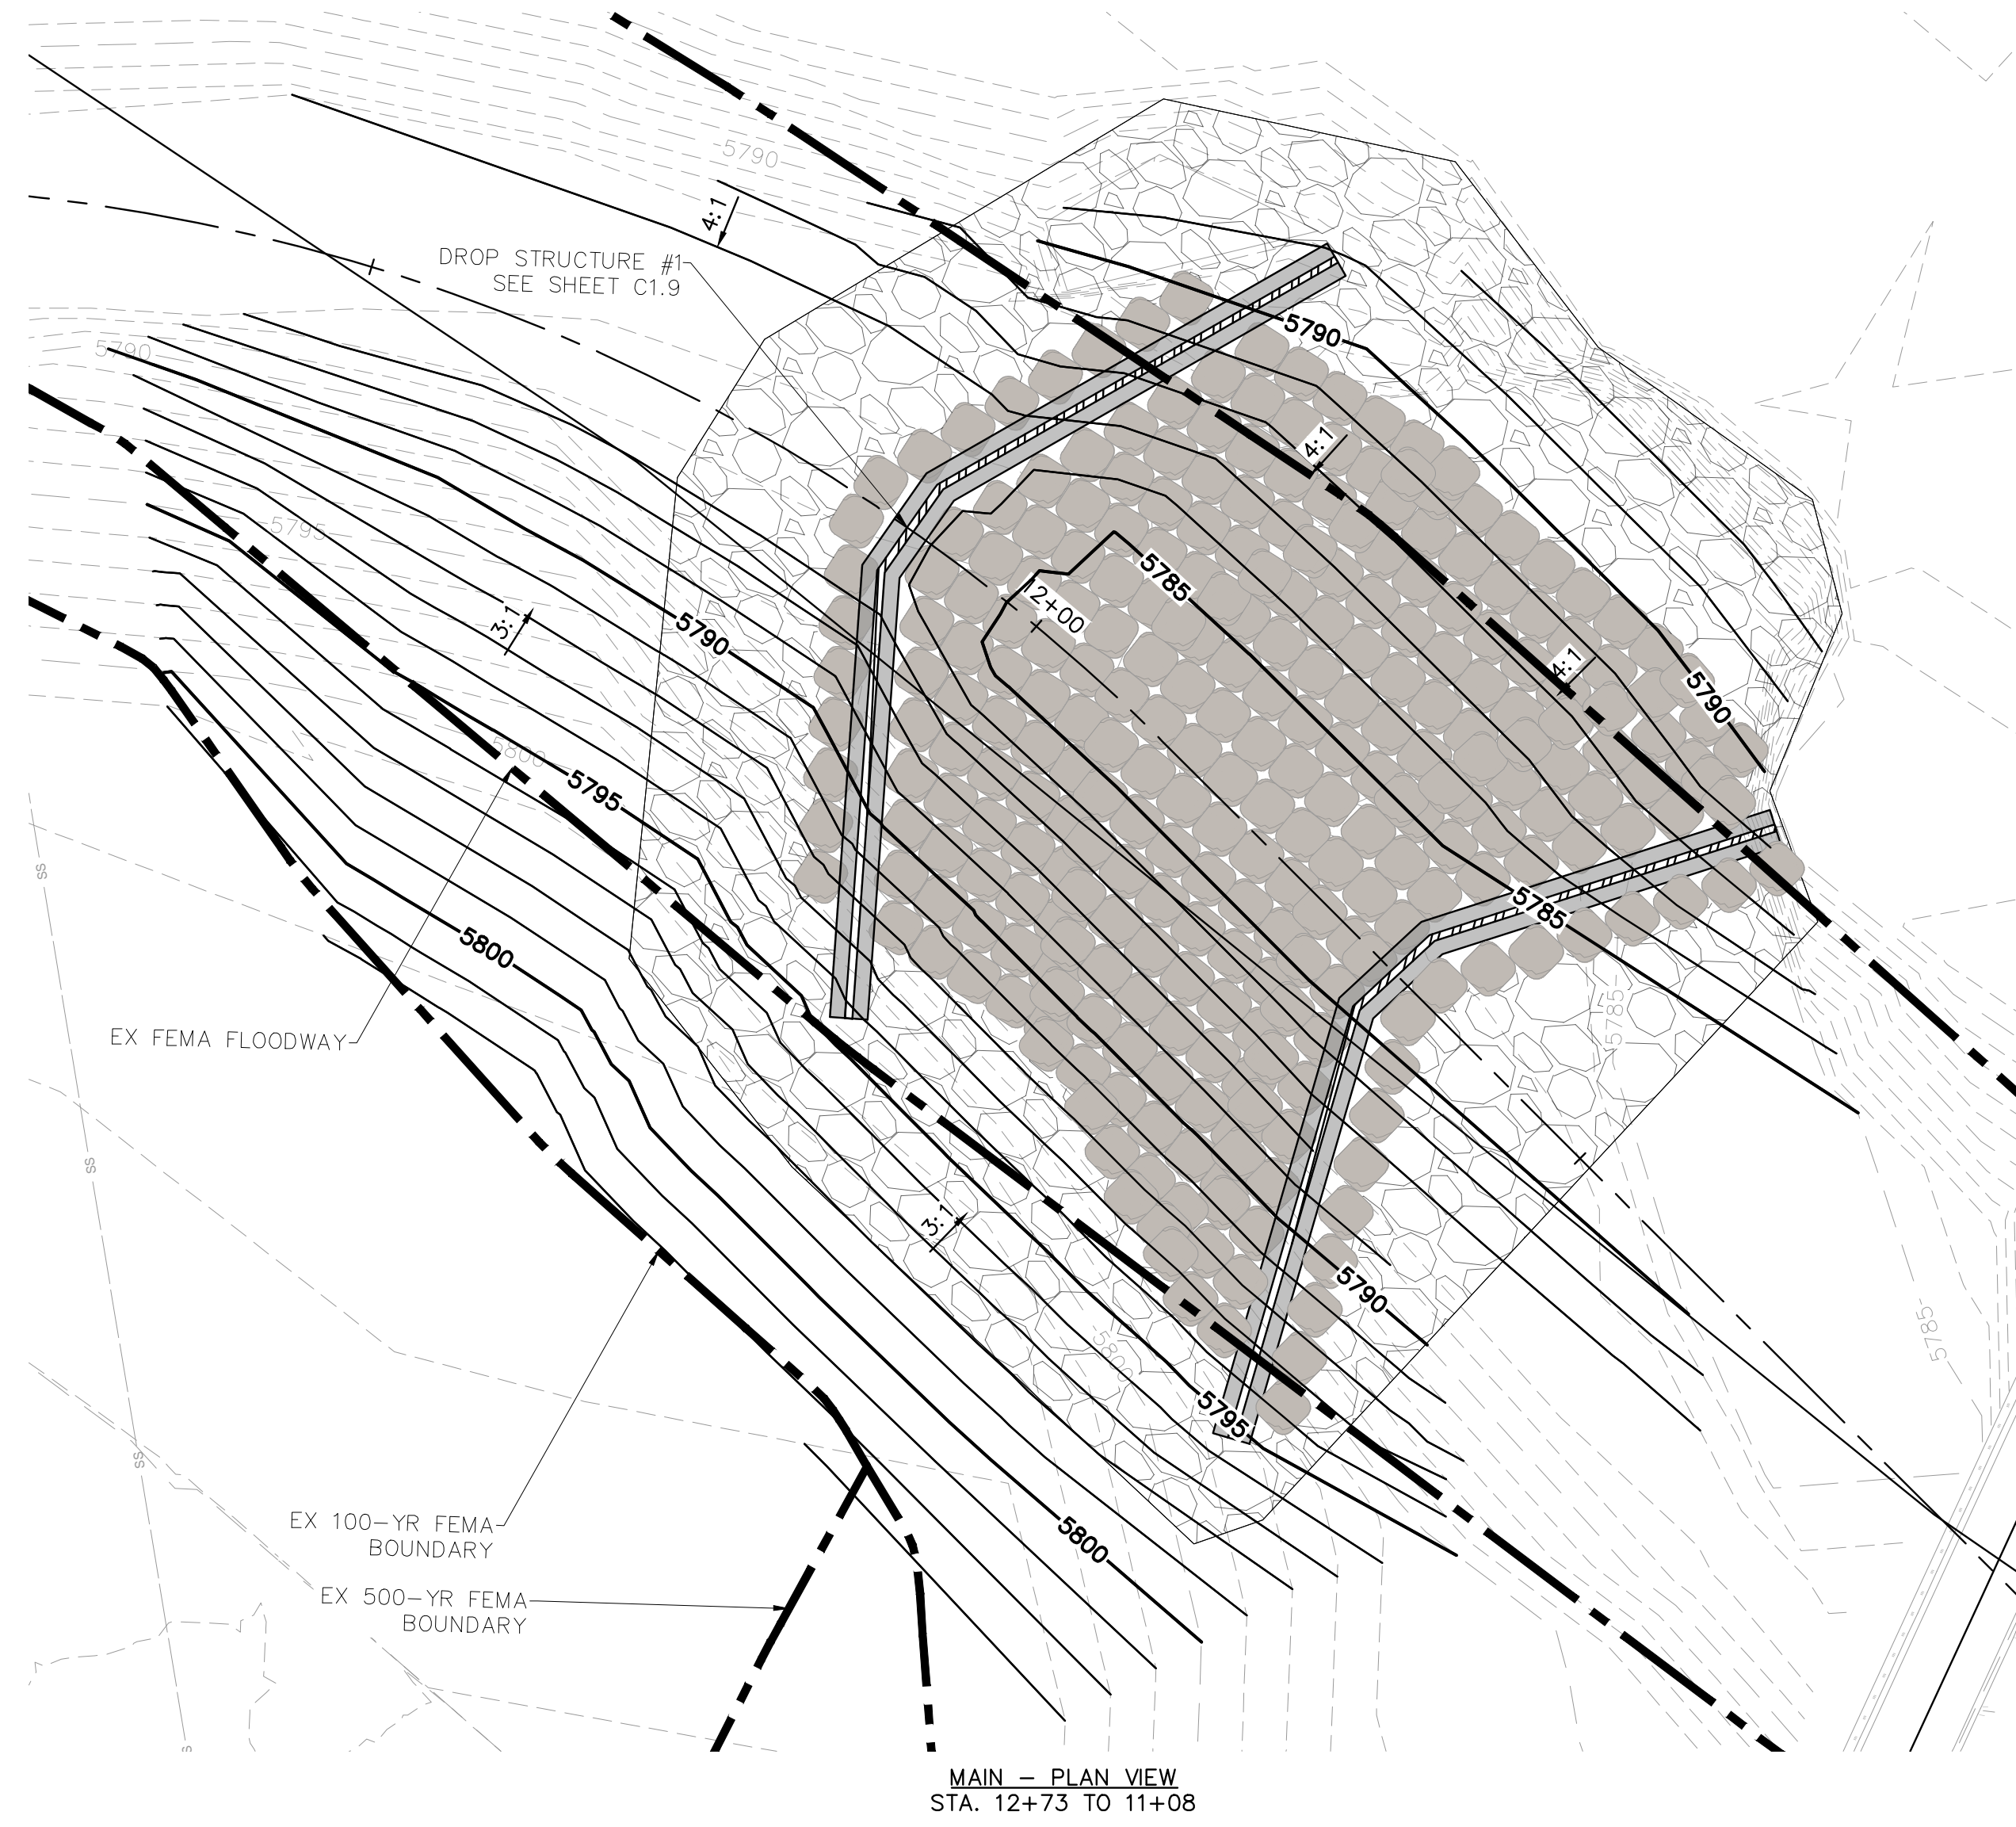 5790
4:1
DROP STRUCTURE #1
SEE SHEET C1.9
5790
5790
4:1
5795
5785
12+00
3:1
5790
4:1
5790
5800
5795
SS
5785
5800
5785
EX FEMA FLOODWAY
SS
3:1
5790
5785
5800
5795
SS
EX 100-YR FEMA
BOUNDARY
5800
EX 500-YR FEMA
BOUNDARY
MAIN - PLAN VIEW
STA. 12+73 TO 11+08